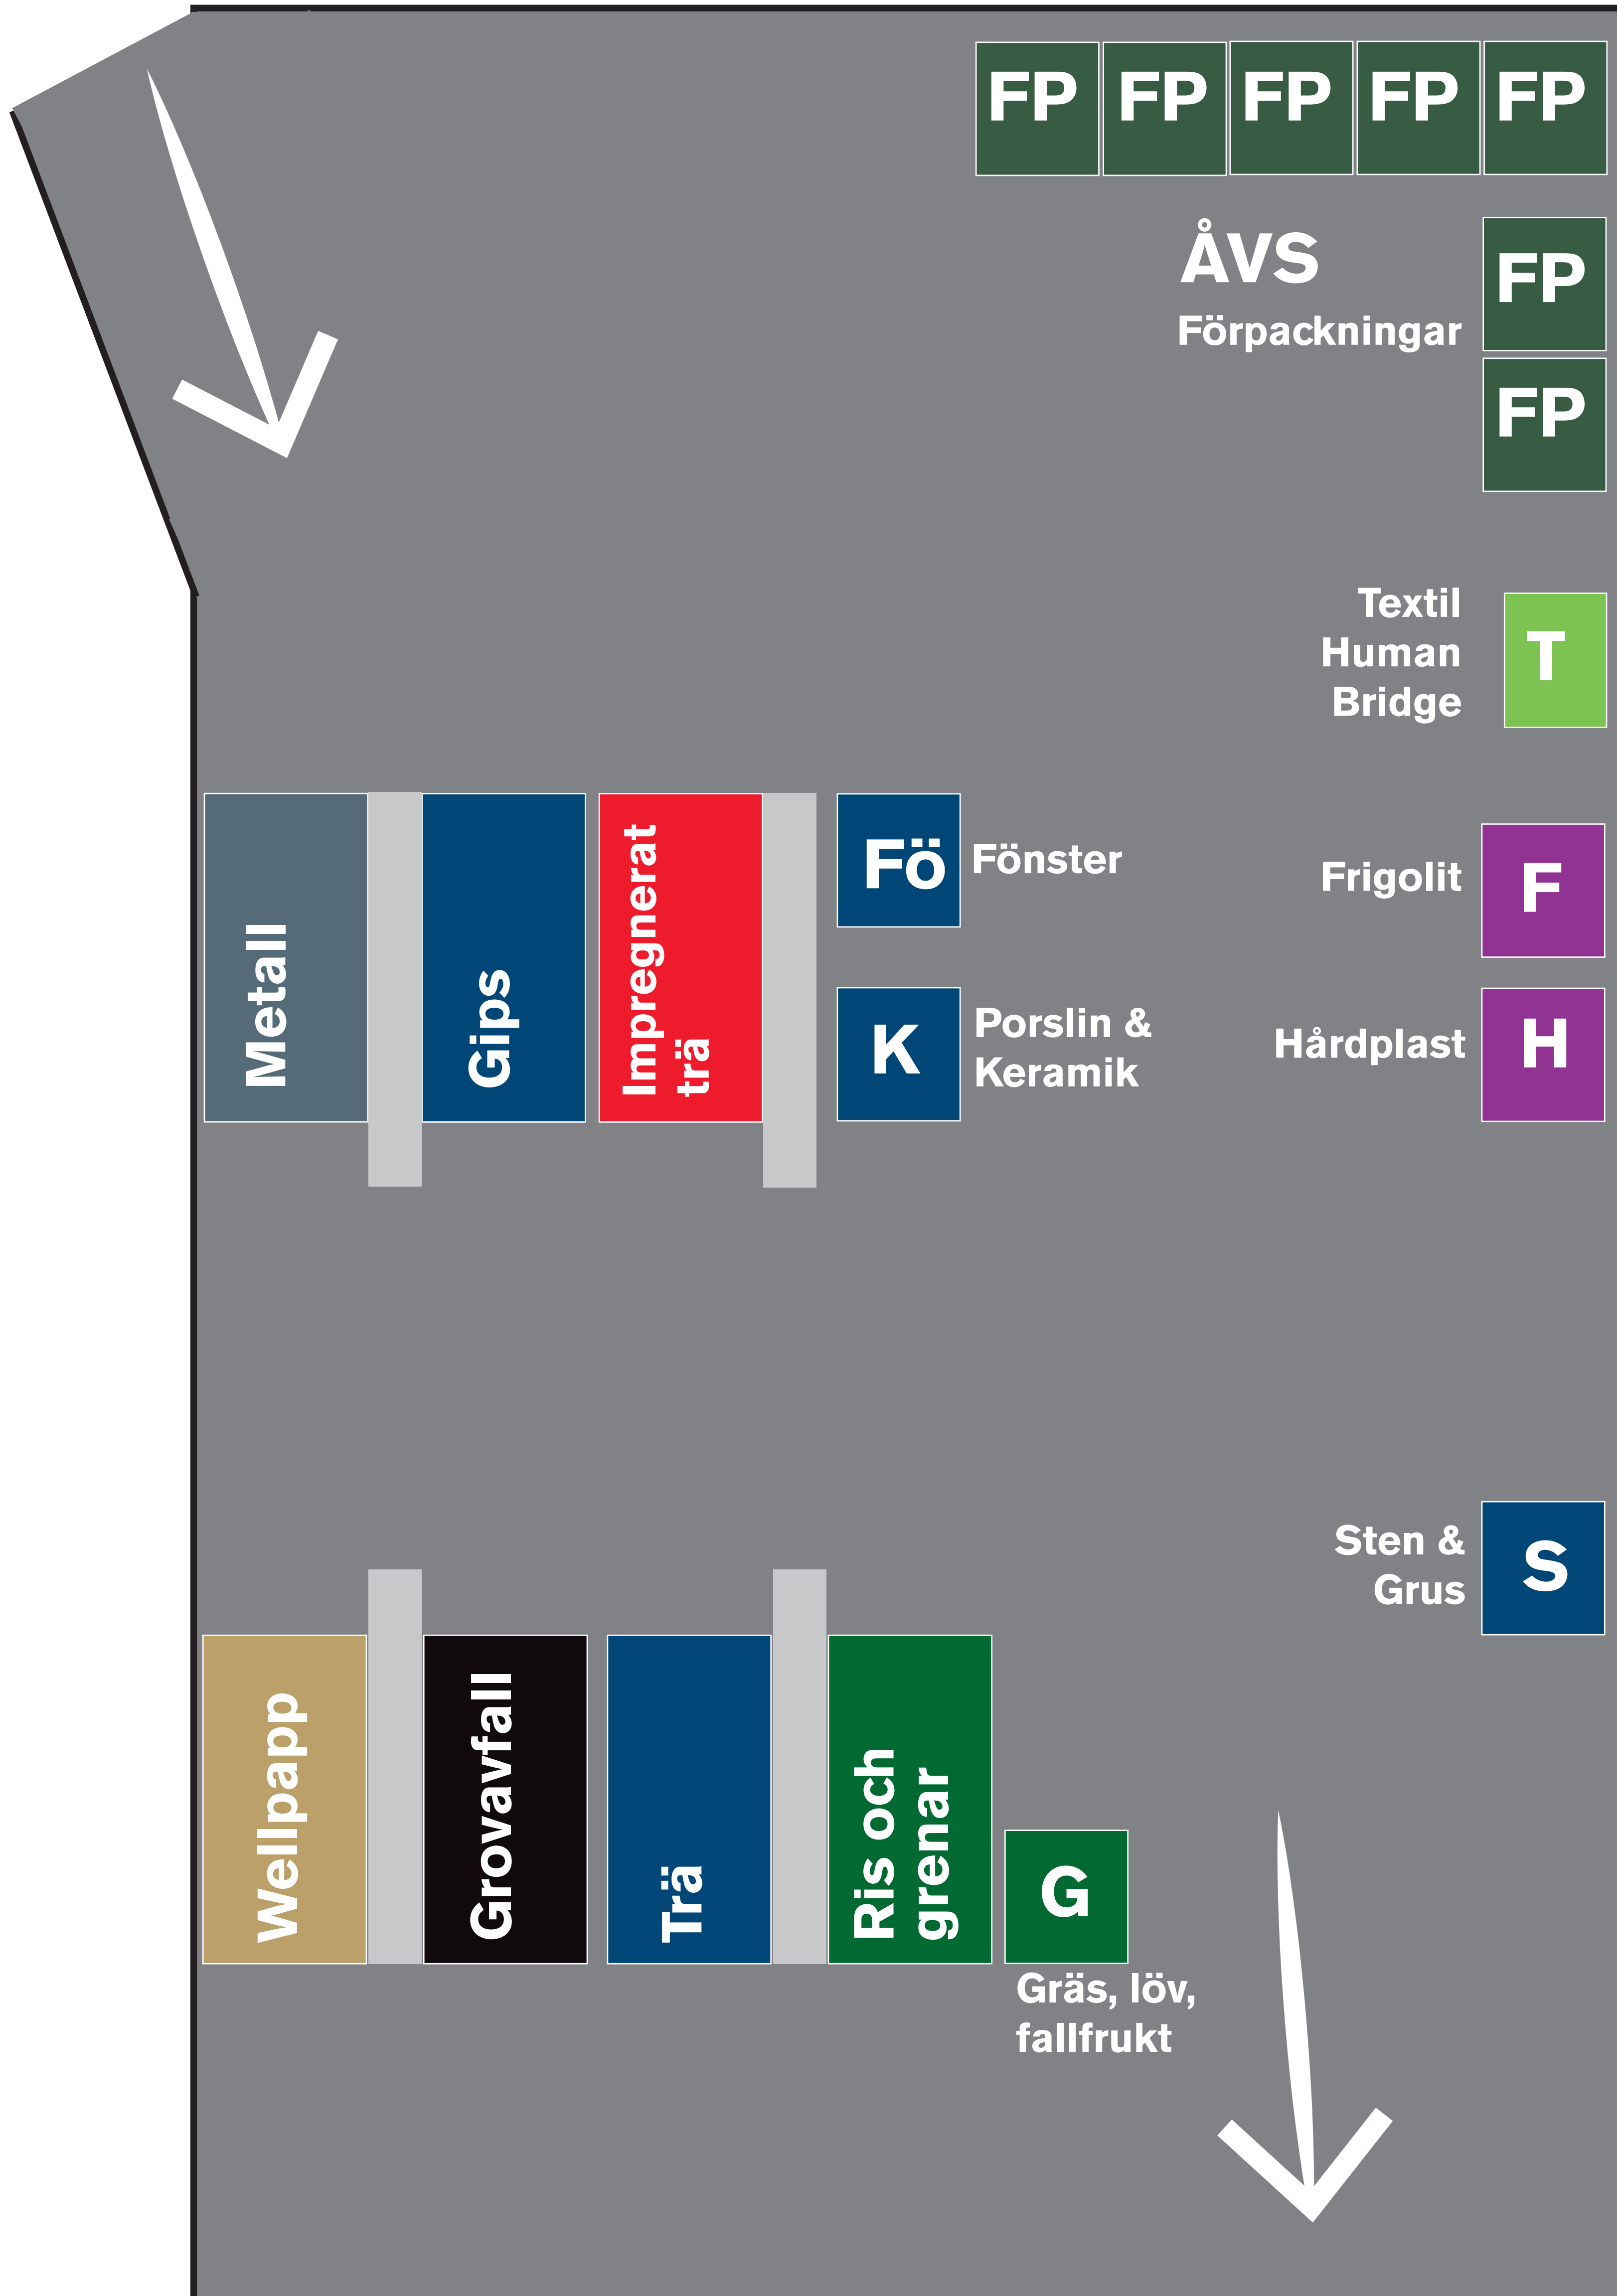 FP FP FP FP FP
ÅVS
Förpackningar
FP
FP
Textil
Human
Bridge
T
Metall
Gips
Impregnerat
trä
Fö
Fönster
K
Porslin &
Keramik
Frigolit
F
Hårdplast
H
Sten &
Grus
S
Wellpapp
Grovavfall
Trä
Ris och
grenar
G
Gräs, löv,
fallfrukt